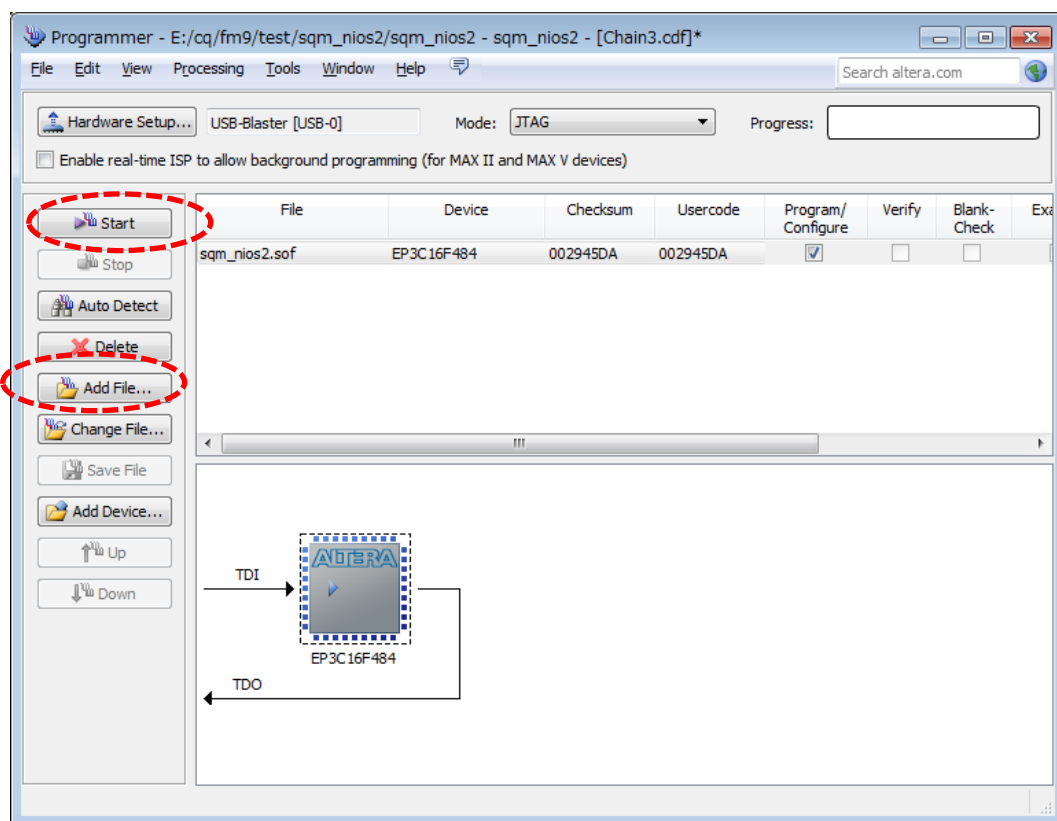 Programmer - E:/cq/fm9/test/sqm_nios2/sqm_nios2 - sqm_nios2 - [Chain3.cdf]*
File Edit View Processing Tools Window Help Search altera.com
Hardware Setup... USB-Blaster [USB-0] Mode: JTAG Progress:
Enable real-time ISP to allow background programming (for MAX II and MAX V devices)
Start
Stop
Auto Detect
Delete
Add File...
Change File...
Save File
Add Device...
Up
Down
File Device Checksum Usercode Program/ Verify Blank- Exa
Configure Check
sqm_nios2.sof EP3C16F484 002945DA 002945DA
ALTERA
TDI
EP3C16F484
TDO